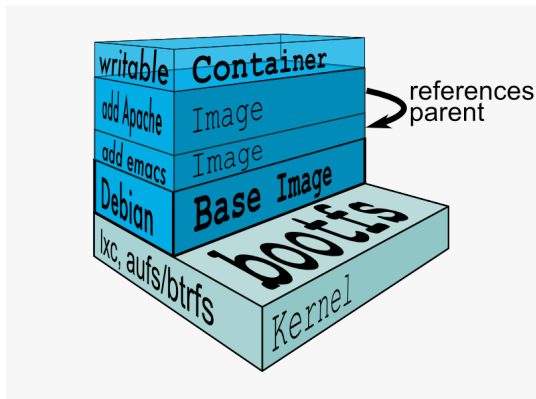 writable Container
add Apache Image
add emacs Image
Debian Base Image
references
parent
lxc, aufs/btrfs
bootfs
Kernel